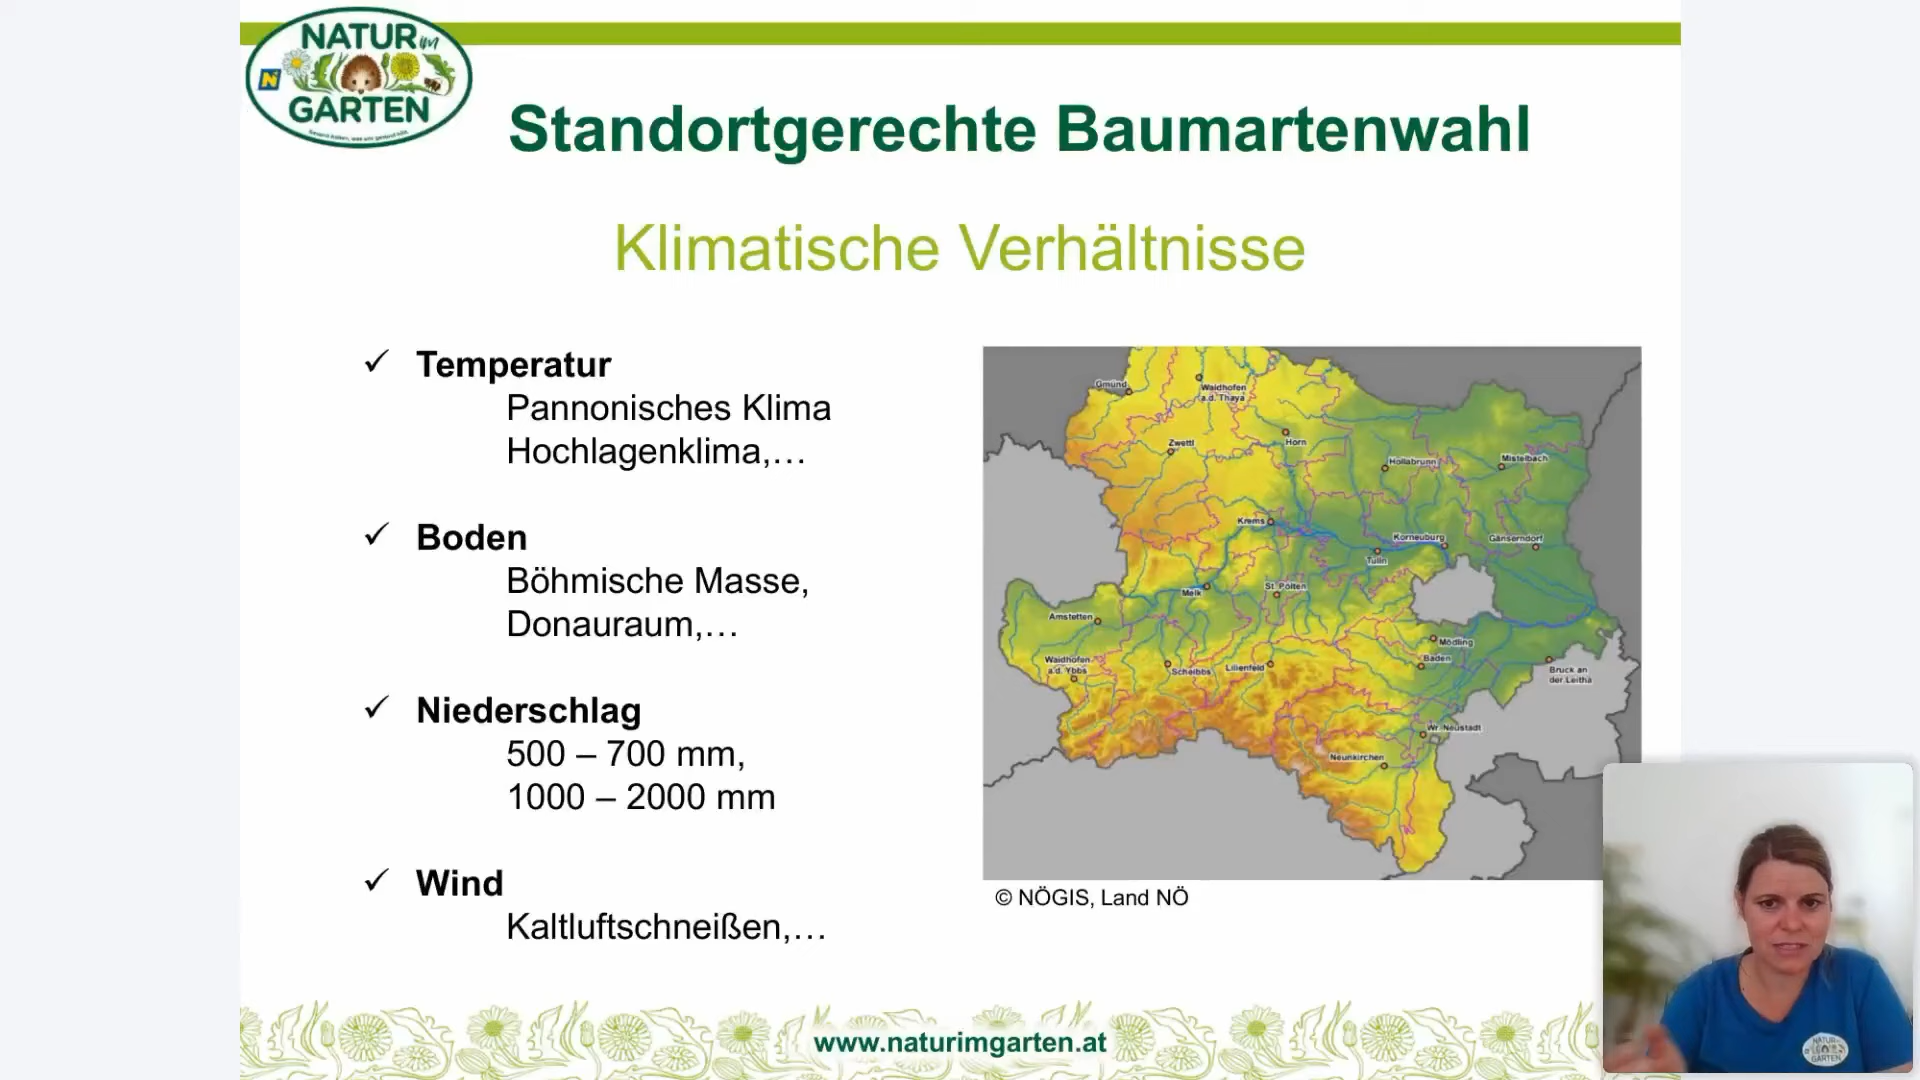 NATUR im
GARTEN
Standortgerechte Baumartenwahl
Klimatische Verhältnisse
✓ Temperatur
Pannonisches Klima
Hochlagenklima,…
✓ Boden
Böhmische Masse,
Donauraum,…
✓ Niederschlag
500 – 700 mm,
1000 – 2000 mm
✓ Wind
Kaltluftschneißen,…
Gmünd
Waidhofen
a.d. Thaya
Zwettl
Horn
Hollabrunn
Mistelbach
Krems
Korneuburg
Gänserndorf
Tulln
Melk
St. Pölten
Amstetten
Mödling
Waidhofen
a.d. Ybbs
Scheibbs
Lilienfeld
Baden
Bruck an
der Leitha
Wr. Neustadt
Neunkirchen
© NÖGIS, Land NÖ
www.naturimgarten.at
NATUR im
GARTEN